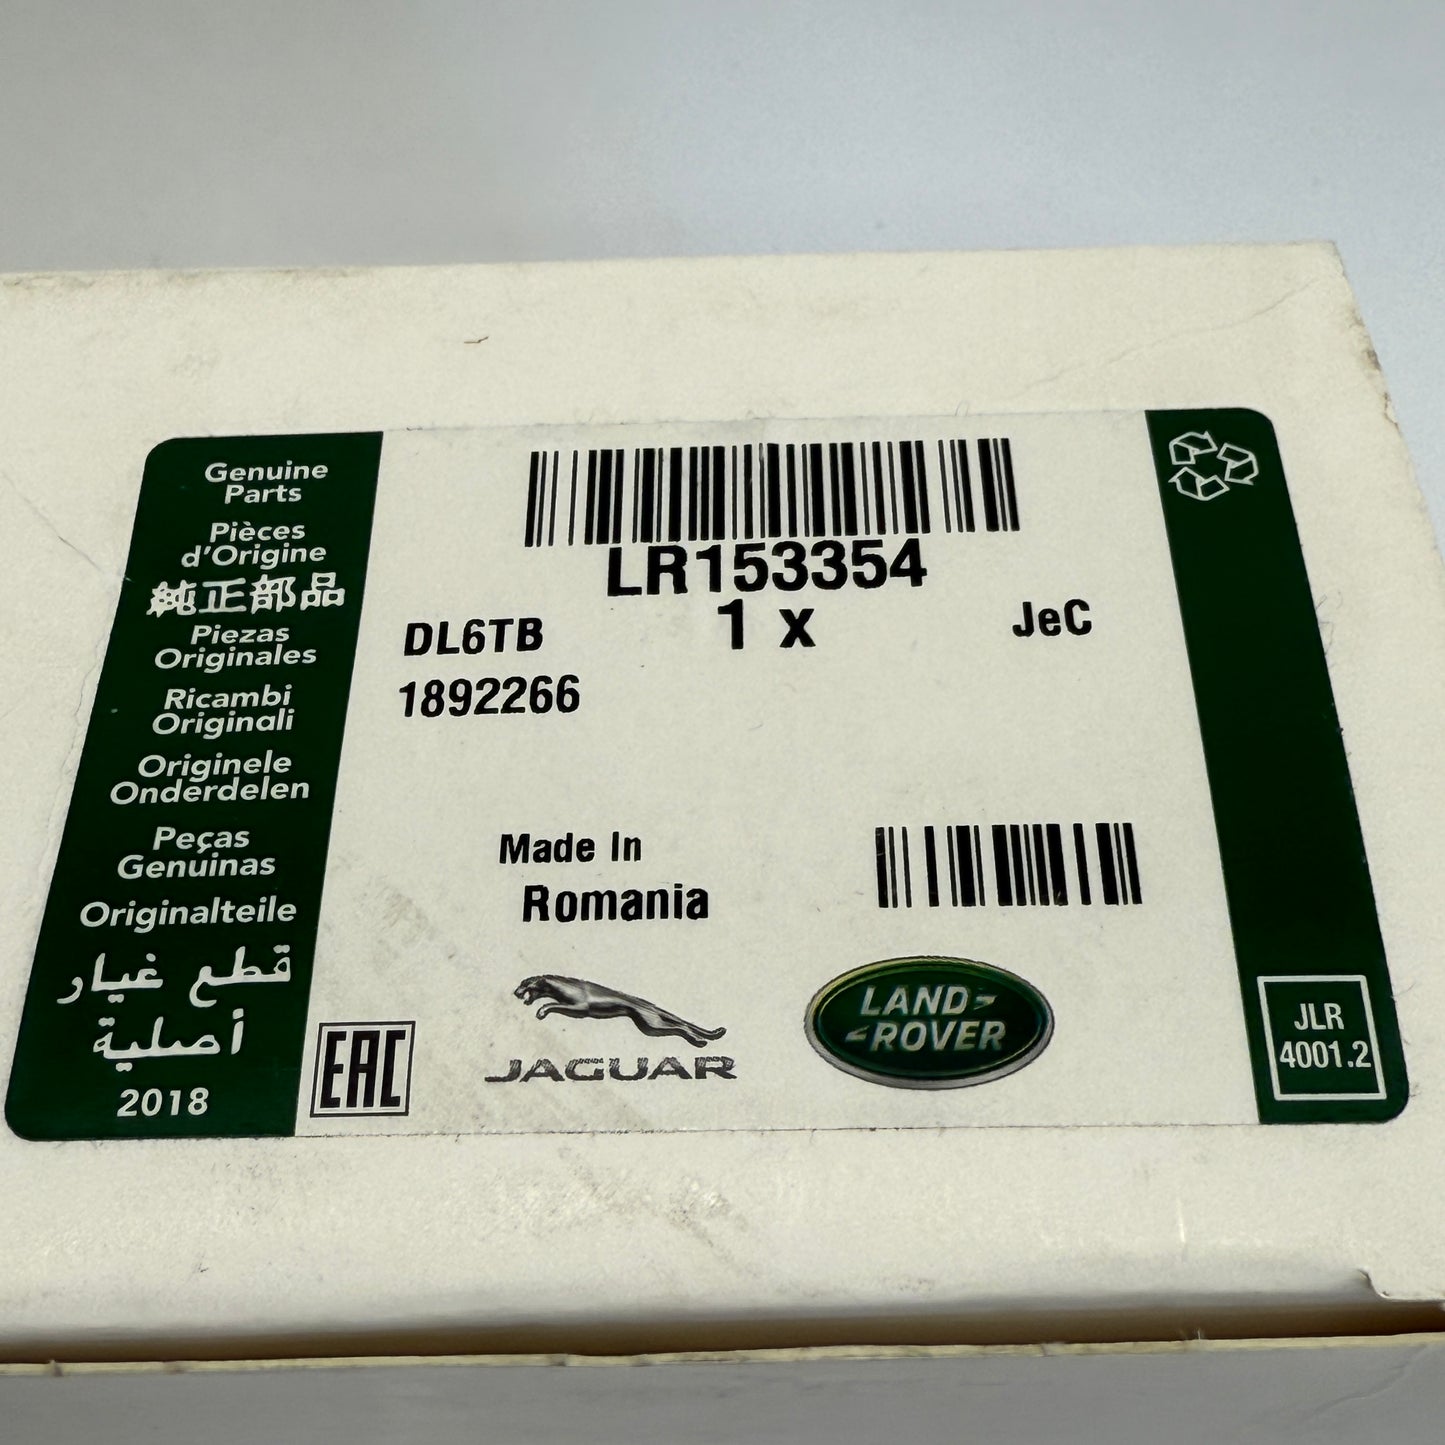 Genuine
Parts
Pièces
d'Origine
純正部品
Piezas
Originales
Ricambi
Originali
Originele
Onderdelen
Peças
Genuinas
Originalteile
قطع غيار
أصلية
2018
LR153354
DL6TB
1 x
JeC
1892266
Made In
Romania
EAC
JAGUAR
LAND
ROVER
JLR
4001.2